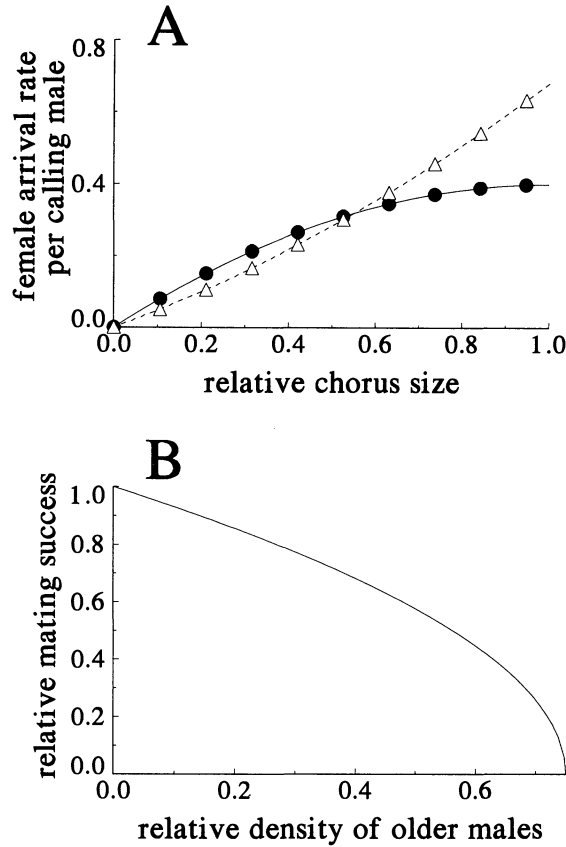 A
female arrival rate
per calling male
0.8
0.4
0.0
0.0 0.2 0.4 0.6 0.8 1.0
relative chorus size
B
relative mating success
1.0
0.8
0.6
0.4
0.2
0.0
0.0 0.2 0.4 0.6
relative density of older males